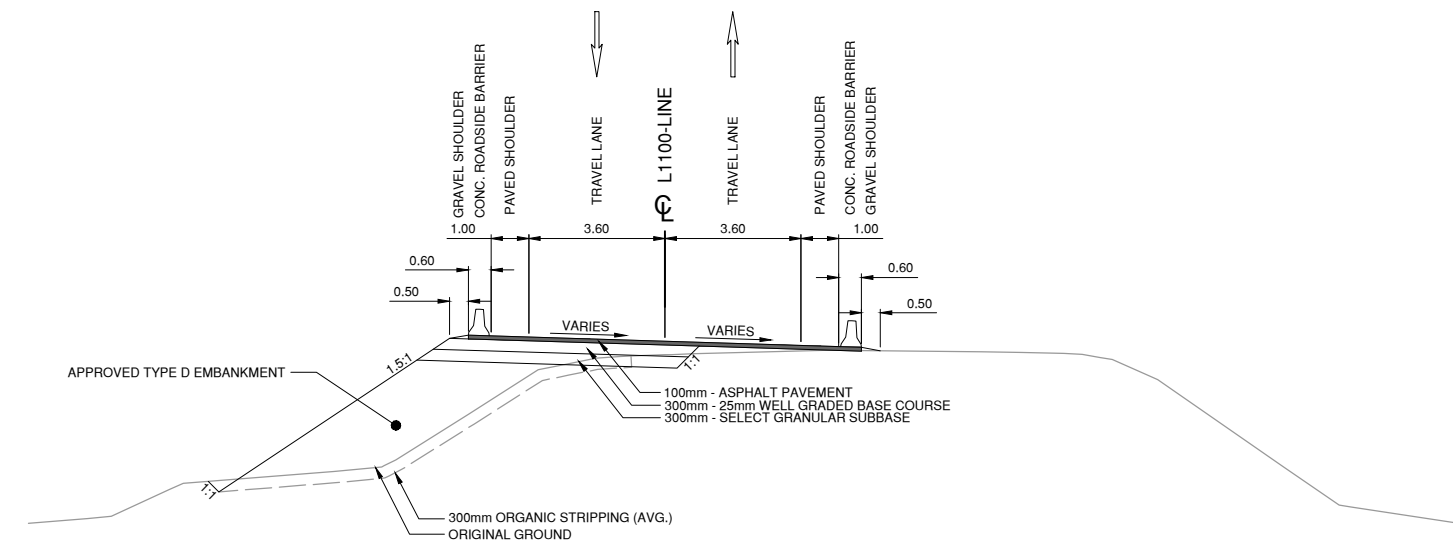 GRAVEL SHOULDER
CONC. ROADSIDE BARRIER
PAVED SHOULDER
TRAVEL LANE
℄ L1100-LINE
TRAVEL LANE
PAVED SHOULDER
CONC. ROADSIDE BARRIER
GRAVEL SHOULDER
1.00
3.60
3.60
1.00
0.60
0.60
0.50
0.50
VARIES
VARIES
1.5:1
1:1
APPROVED TYPE D EMBANKMENT
100mm - ASPHALT PAVEMENT
300mm - 25mm WELL GRADED BASE COURSE
300mm - SELECT GRANULAR SUBBASE
1:1
300mm ORGANIC STRIPPING (AVG.)
ORIGINAL GROUND